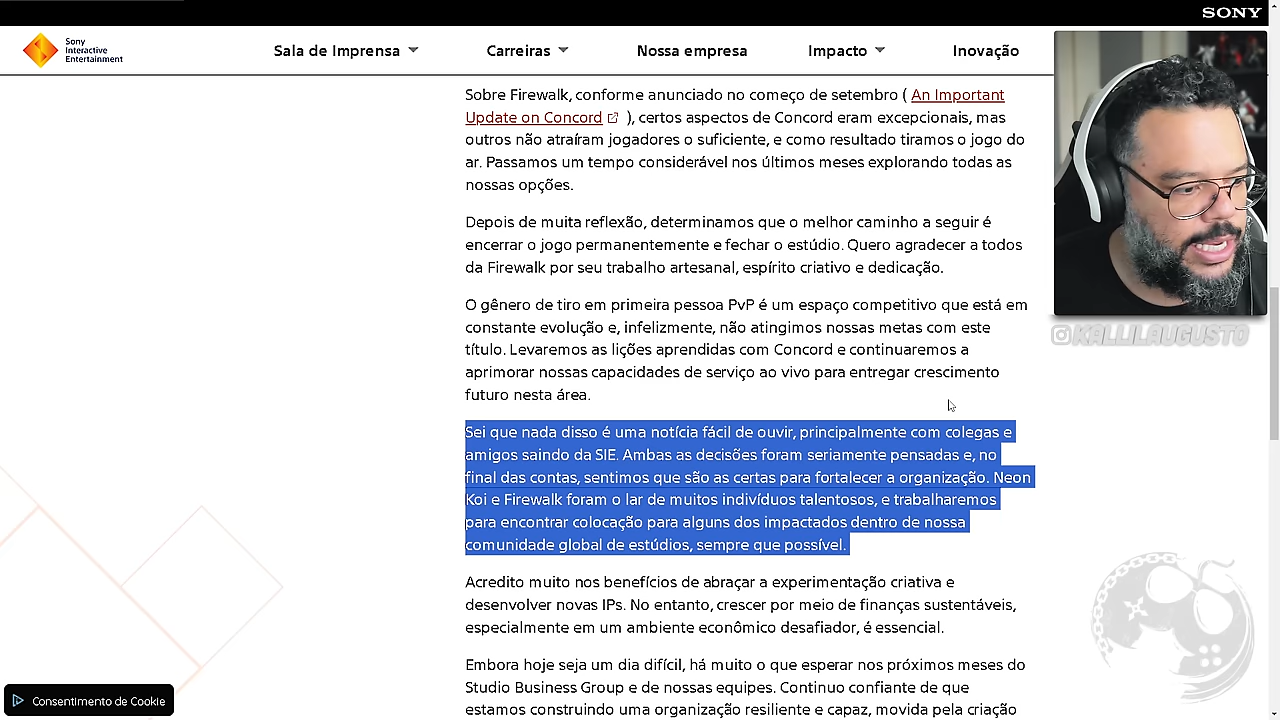 SONY
Sony
Interactive
Entertainment
Sala de Imprensa
Carreiras
Nossa empresa
Impacto
Inovação
Sobre Firewalk, conforme anunciado no começo de setembro ( An Important
Update on Concord ), certos aspectos de Concord eram excepcionais, mas
outros não atraíram jogadores o suficiente, e como resultado tiramos o jogo do
ar. Passamos um tempo considerável nos últimos meses explorando todas as
nossas opções.
Depois de muita reflexão, determinamos que o melhor caminho a seguir é
encerrar o jogo permanentemente e fechar o estúdio. Quero agradecer a todos
da Firewalk por seu trabalho artesanal, espírito criativo e dedicação.
O gênero de tiro em primeira pessoa PvP é um espaço competitivo que está em
constante evolução e, infelizmente, não atingimos nossas metas com este
título. Levaremos as lições aprendidas com Concord e continuaremos a
aprimorar nossas capacidades de serviço ao vivo para entregar crescimento
futuro nesta área.
Sei que nada disso é uma notícia fácil de ouvir, principalmente com colegas e
amigos saindo da SIE. Ambas as decisões foram seriamente pensadas e, no
final das contas, sentimos que são as certas para fortalecer a organização. Neon
Koi e Firewalk foram o lar de muitos indivíduos talentosos, e trabalharemos
para encontrar colocação para alguns dos impactados dentro de nossa
comunidade global de estúdios, sempre que possível.
Acredito muito nos benefícios de abraçar a experimentação criativa e
desenvolver novas IPs. No entanto, crescer por meio de finanças sustentáveis,
especialmente em um ambiente econômico desafiador, é essencial.
Embora hoje seja um dia difícil, há muito o que esperar nos próximos meses do
Studio Business Group e de nossas equipes. Continuo confiante de que
estamos construindo uma organização resiliente e capaz, movida pela criação
KALLILAUGUSTO
Consentimento de Cookie